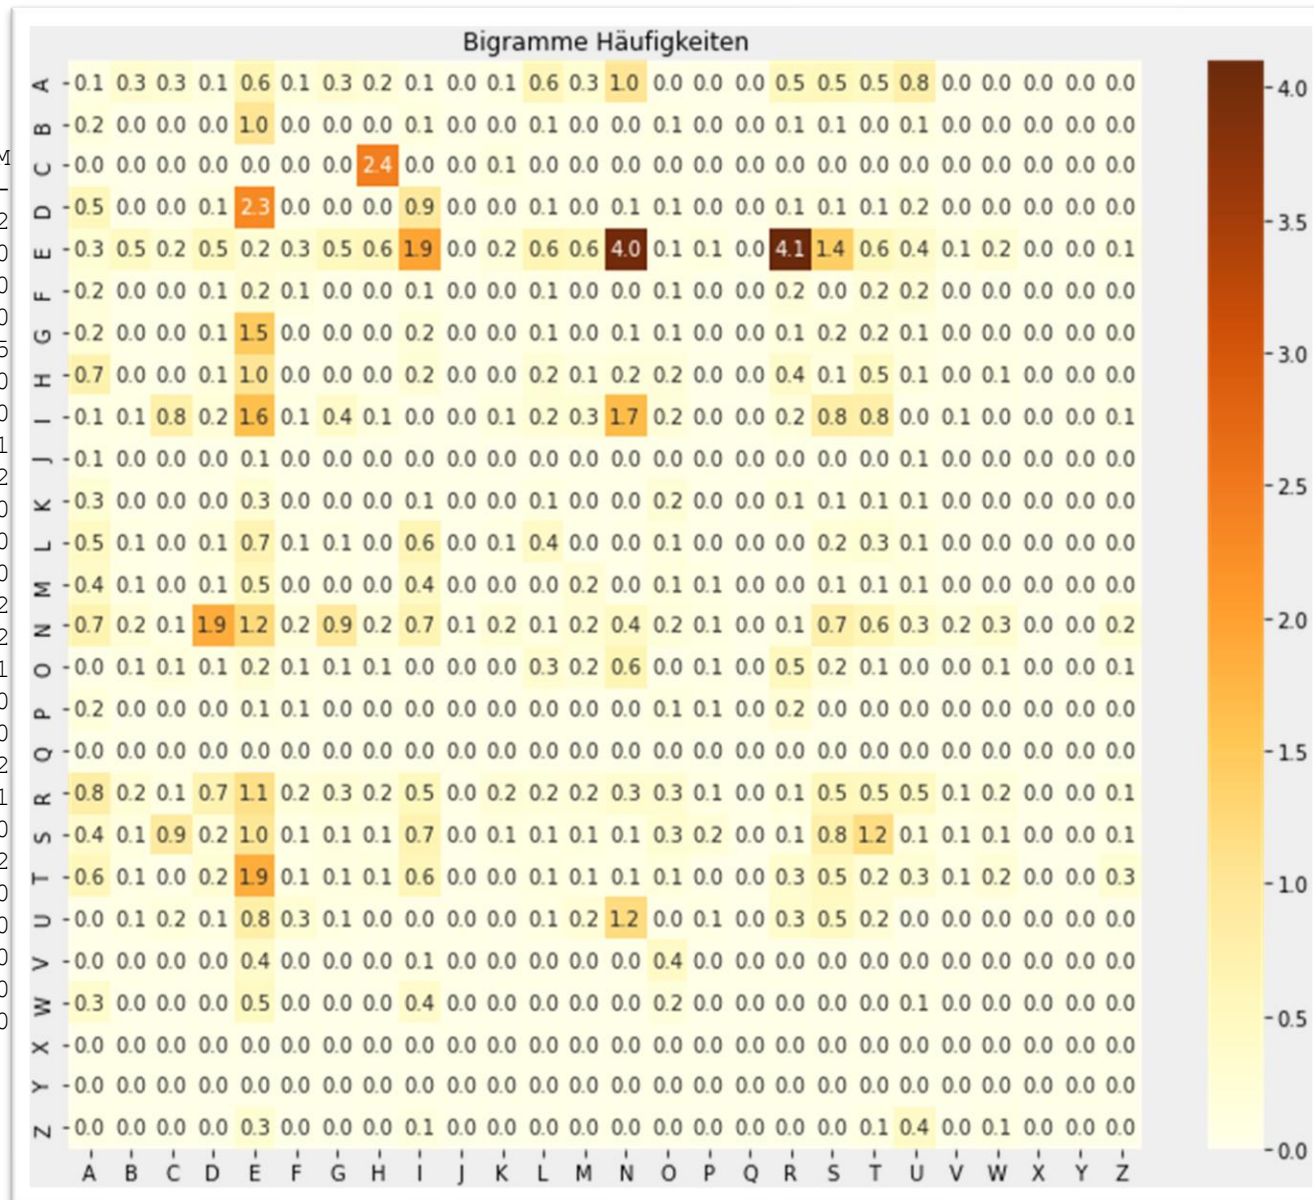 Bigramme Häufigkeiten
A 0.1 0.3 0.3 0.1 0.6 0.1 0.3 0.2 0.1 0.0 0.1 0.6 0.3 1.0 0.0 0.0 0.0 0.5 0.5 0.5 0.8 0.0 0.0 0.0 0.0 0.0 4.0
B 0.2 0.0 0.0 0.0 1.0 0.0 0.0 0.0 0.1 0.0 0.0 0.1 0.0 0.0 0.1 0.0 0.0 0.1 0.1 0.0 0.1 0.0 0.0 0.0 0.0 0.0
M C 0.0 0.0 0.0 0.0 0.0 0.0 0.0 2.4 0.0 0.0 0.1 0.0 0.0 0.0 0.0 0.0 0.0 0.0 0.0 0.0 0.0 0.0 0.0 0.0 0.0 0.0
2 D 0.5 0.0 0.0 0.1 2.3 0.0 0.0 0.0 0.9 0.0 0.0 0.1 0.0 0.1 0.1 0.0 0.0 0.1 0.1 0.1 0.2 0.0 0.0 0.0 0.0 0.0 3.5
0 E 0.3 0.5 0.2 0.5 0.2 0.3 0.5 0.6 1.9 0.0 0.2 0.6 0.6 4.0 0.1 0.1 0.0 4.1 1.4 0.6 0.4 0.1 0.2 0.0 0.0 0.1
0 F 0.2 0.0 0.0 0.1 0.2 0.1 0.0 0.0 0.1 0.0 0.0 0.1 0.0 0.0 0.1 0.0 0.0 0.2 0.0 0.2 0.2 0.0 0.0 0.0 0.0 0.0
0 G 0.2 0.0 0.0 0.1 1.5 0.0 0.0 0.0 0.2 0.0 0.0 0.1 0.0 0.1 0.1 0.0 0.0 0.1 0.2 0.2 0.1 0.0 0.0 0.0 0.0 0.0 3.0
0 H 0.7 0.0 0.0 0.1 1.0 0.0 0.0 0.0 0.2 0.0 0.0 0.2 0.1 0.2 0.2 0.0 0.0 0.4 0.1 0.5 0.1 0.0 0.1 0.0 0.0 0.0
0 I 0.1 0.1 0.8 0.2 1.6 0.1 0.4 0.1 0.0 0.0 0.1 0.2 0.3 1.7 0.2 0.0 0.0 0.2 0.8 0.8 0.0 0.1 0.0 0.0 0.0 0.1
1 J 0.1 0.0 0.0 0.0 0.1 0.0 0.0 0.0 0.0 0.0 0.0 0.0 0.0 0.0 0.0 0.0 0.0 0.0 0.0 0.0 0.1 0.0 0.0 0.0 0.0 0.0
2 2.5
0 K 0.3 0.0 0.0 0.0 0.3 0.0 0.0 0.0 0.1 0.0 0.0 0.1 0.0 0.0 0.2 0.0 0.0 0.1 0.1 0.1 0.1 0.0 0.0 0.0 0.0 0.0
0 L 0.5 0.1 0.0 0.1 0.7 0.1 0.1 0.0 0.6 0.0 0.1 0.4 0.0 0.0 0.1 0.0 0.0 0.0 0.2 0.3 0.1 0.0 0.0 0.0 0.0 0.0
0 M 0.4 0.1 0.0 0.1 0.5 0.0 0.0 0.0 0.4 0.0 0.0 0.0 0.2 0.0 0.1 0.1 0.0 0.0 0.1 0.1 0.1 0.0 0.0 0.0 0.0 0.0
2 2.0
2 N 0.7 0.2 0.1 1.9 1.2 0.2 0.9 0.2 0.7 0.1 0.2 0.1 0.2 0.4 0.2 0.1 0.0 0.1 0.7 0.6 0.3 0.2 0.3 0.0 0.0 0.2
1 O 0.0 0.1 0.1 0.1 0.2 0.1 0.1 0.1 0.0 0.0 0.0 0.3 0.2 0.6 0.0 0.1 0.0 0.5 0.2 0.1 0.0 0.0 0.1 0.0 0.0 0.1
0 P 0.2 0.0 0.0 0.0 0.1 0.1 0.0 0.0 0.0 0.0 0.0 0.0 0.0 0.0 0.1 0.1 0.0 0.2 0.0 0.0 0.0 0.0 0.0 0.0 0.0 0.0
0 Q 0.0 0.0 0.0 0.0 0.0 0.0 0.0 0.0 0.0 0.0 0.0 0.0 0.0 0.0 0.0 0.0 0.0 0.0 0.0 0.0 0.0 0.0 0.0 0.0 0.0 0.0 1.5
2
1 R 0.8 0.2 0.1 0.7 1.1 0.2 0.3 0.2 0.5 0.0 0.2 0.2 0.2 0.3 0.3 0.1 0.0 0.1 0.5 0.5 0.5 0.1 0.2 0.0 0.0 0.1
0 S 0.4 0.1 0.9 0.2 1.0 0.1 0.1 0.1 0.7 0.0 0.1 0.1 0.1 0.1 0.3 0.2 0.0 0.1 0.8 1.2 0.1 0.1 0.1 0.0 0.0 0.1
2 T 0.6 0.1 0.0 0.2 1.9 0.1 0.1 0.1 0.6 0.0 0.0 0.1 0.1 0.1 0.1 0.0 0.0 0.3 0.5 0.2 0.3 0.1 0.2 0.0 0.0 0.3 1.0
0
0 U 0.0 0.1 0.2 0.1 0.8 0.3 0.1 0.0 0.0 0.0 0.0 0.1 0.2 1.2 0.0 0.1 0.0 0.3 0.5 0.2 0.0 0.0 0.0 0.0 0.0 0.0
0 V 0.0 0.0 0.0 0.0 0.4 0.0 0.0 0.0 0.1 0.0 0.0 0.0 0.0 0.0 0.4 0.0 0.0 0.0 0.0 0.0 0.0 0.0 0.0 0.0 0.0 0.0
0 W 0.3 0.0 0.0 0.0 0.5 0.0 0.0 0.0 0.4 0.0 0.0 0.0 0.0 0.0 0.2 0.0 0.0 0.0 0.0 0.0 0.1 0.0 0.0 0.0 0.0 0.0 0.5
0 X 0.0 0.0 0.0 0.0 0.0 0.0 0.0 0.0 0.0 0.0 0.0 0.0 0.0 0.0 0.0 0.0 0.0 0.0 0.0 0.0 0.0 0.0 0.0 0.0 0.0 0.0
Y 0.0 0.0 0.0 0.0 0.0 0.0 0.0 0.0 0.0 0.0 0.0 0.0 0.0 0.0 0.0 0.0 0.0 0.0 0.0 0.0 0.0 0.0 0.0 0.0 0.0 0.0
Z 0.0 0.0 0.0 0.0 0.3 0.0 0.0 0.0 0.1 0.0 0.0 0.0 0.0 0.0 0.0 0.0 0.0 0.0 0.0 0.1 0.4 0.0 0.1 0.0 0.0 0.0 0.0
A B C D E F G H I J K L M N O P Q R S T U V W X Y Z